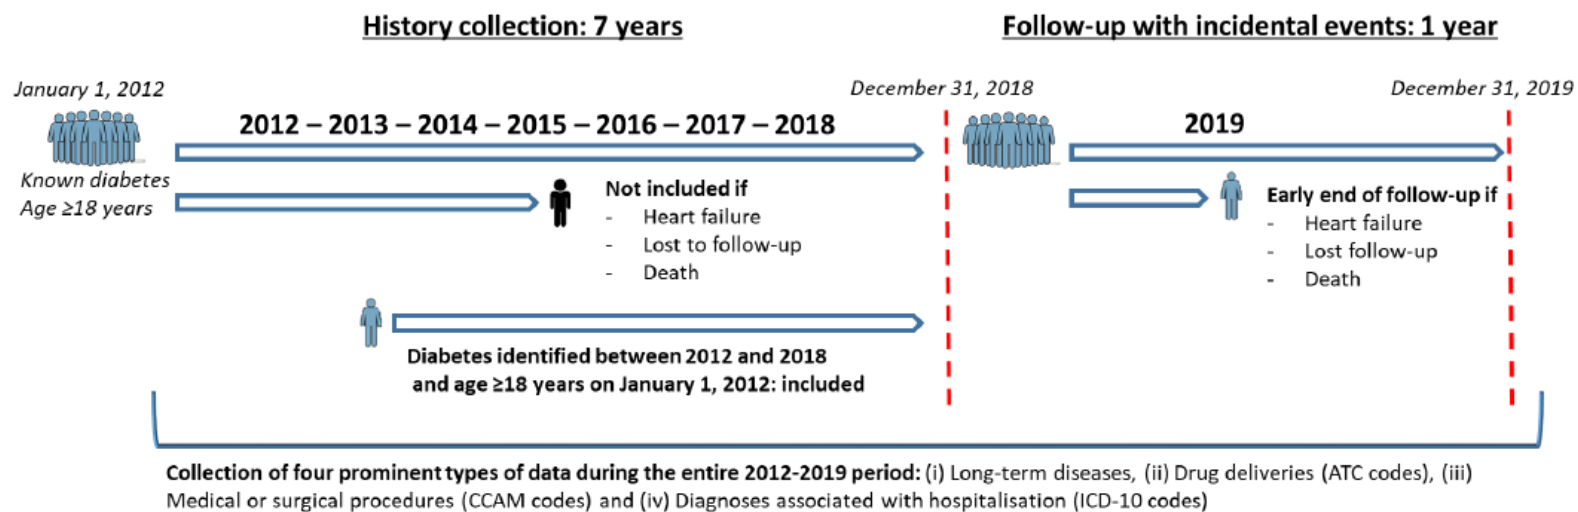 History collection: 7 years
Follow-up with incidental events: 1 year
January 1, 2012
December 31, 2018
December 31, 2019
2012 – 2013 – 2014 – 2015 – 2016 – 2017 – 2018
2019
Known diabetes
Age ≥18 years
Not included if
- Heart failure
- Lost to follow-up
- Death
Early end of follow-up if
- Heart failure
- Lost follow-up
- Death
Diabetes identified between 2012 and 2018
and age ≥18 years on January 1, 2012: included
Collection of four prominent types of data during the entire 2012-2019 period: (i) Long-term diseases, (ii) Drug deliveries (ATC codes), (iii)
Medical or surgical procedures (CCAM codes) and (iv) Diagnoses associated with hospitalisation (ICD-10 codes)